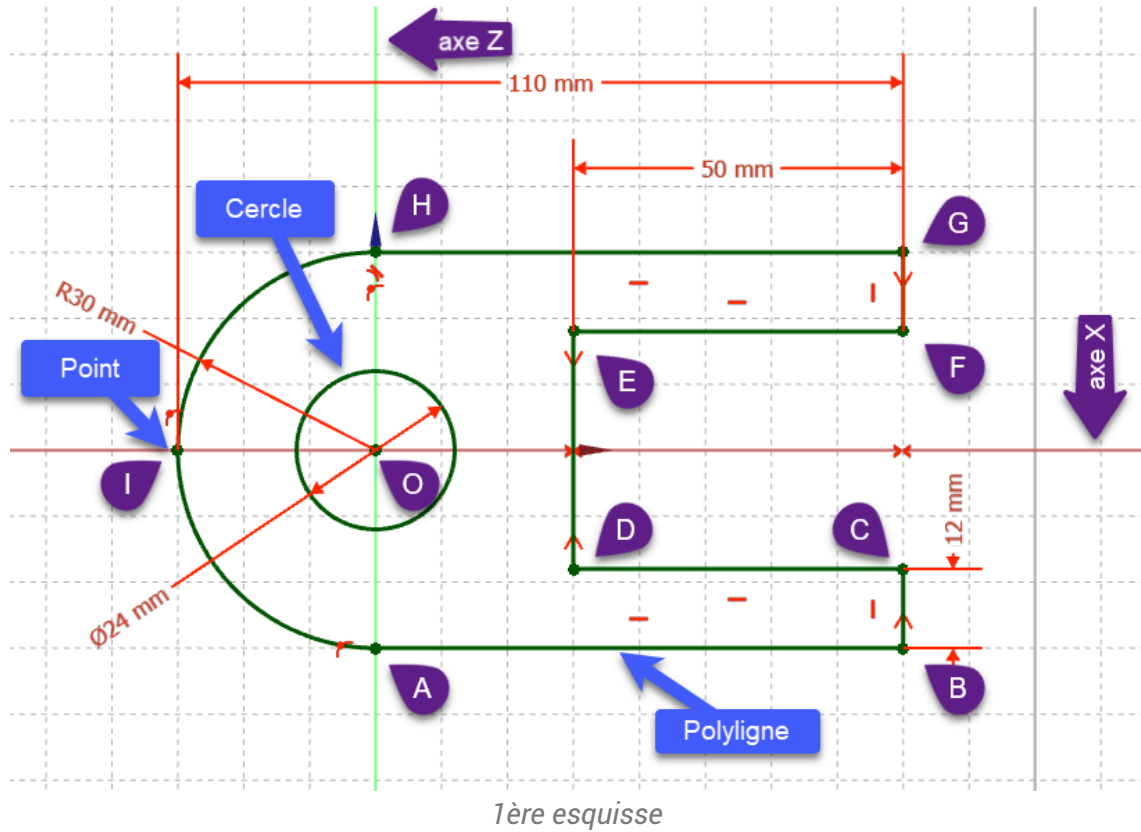 axe Z
110 mm
50 mm
H
Cercle
G
R30 mm
axe X
Point
E
F
I
O
D
C
12 mm
Ø24 mm
A
B
Polyligne
1ère esquisse